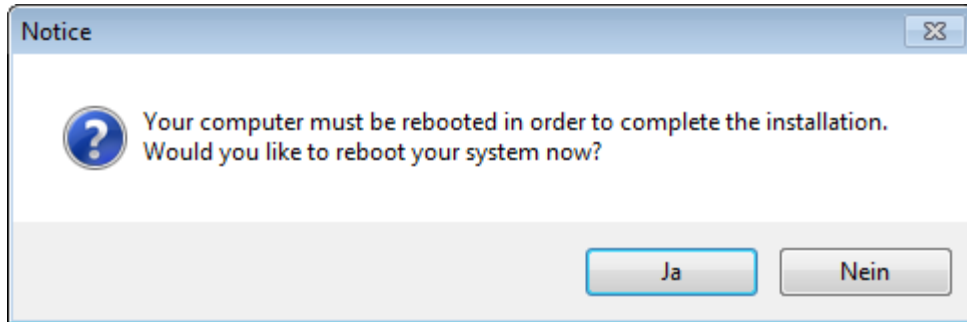 Notice
Your computer must be rebooted in order to complete the installation.
Would you like to reboot your system now?
Ja
Nein